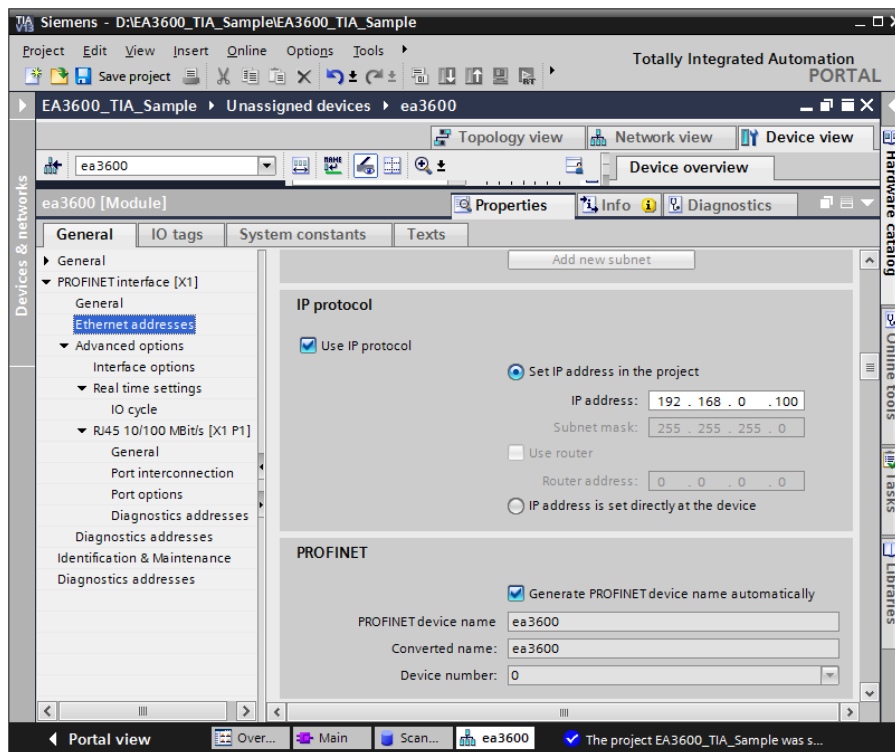 TIA V13 Siemens - D:\EA3600_TIA_Sample\EA3600_TIA_Sample
Project Edit View Insert Online Options Tools
Save project
Totally Integrated Automation
PORTAL
EA3600_TIA_Sample Unassigned devices ea3600
Topology view Network view Device view
ea3600
Device overview
ea3600 [Module]
Properties Info Diagnostics
General IO tags System constants Texts
General
PROFINET interface [X1]
General
Ethernet addresses
Advanced options
Interface options
Real time settings
IO cycle
RJ45 10/100 MBit/s [X1 P1]
General
Port interconnection
Port options
Diagnostics addresses
Diagnostics addresses
Identification & Maintenance
Diagnostics addresses
Add new subnet
IP protocol
Use IP protocol
Set IP address in the project
IP address: 192 . 168 . 0 . 100
Subnet mask: 255 . 255 . 255 . 0
Use router
Router address: 0 . 0 . 0 . 0
IP address is set directly at the device
PROFINET
Generate PROFINET device name automatically
PROFINET device name ea3600
Converted name: ea3600
Device number: 0
Devices & networks
Hardware catalog
Online tools
Tasks
Libraries
Portal view Over... Main Scan... ea3600 The project EA3600_TIA_Sample was s...